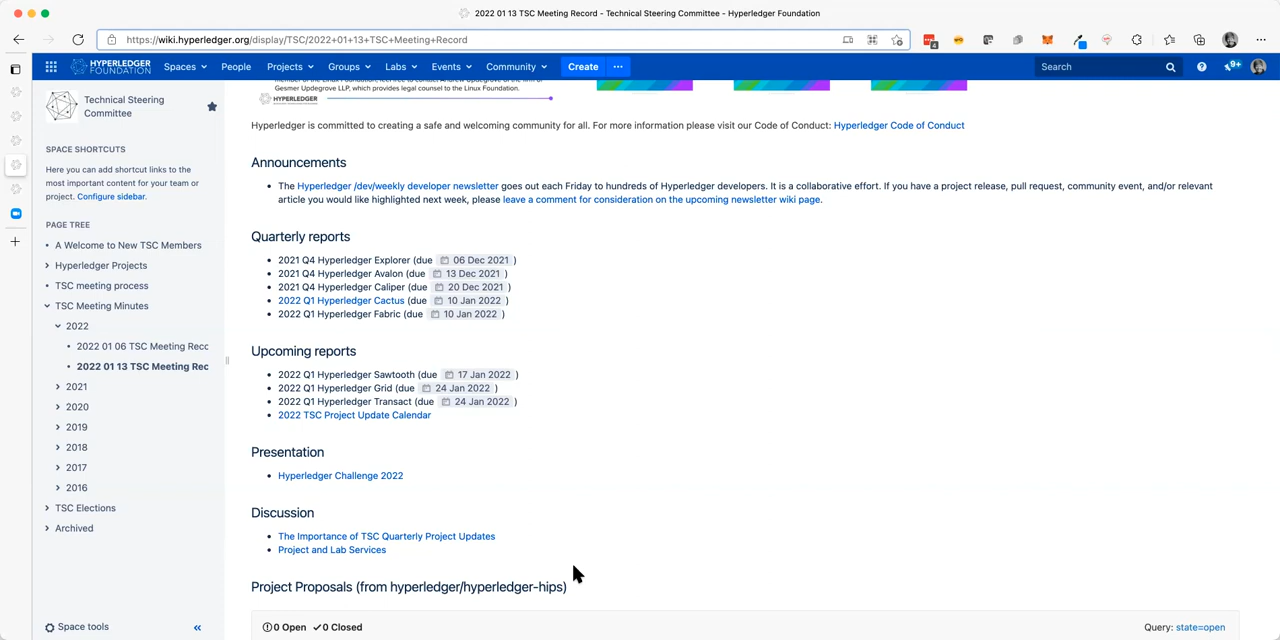 2022 01 13 TSC Meeting Record - Technical Steering Committee - Hyperledger Foundation
https://wiki.hyperledger.org/display/TSC/2022+01+13+TSC+Meeting+Record
4
HYPERLEDGER FOUNDATION Spaces People Projects Groups Labs Events Community Create ··· Search 9+
Technical Steering Committee
SPACE SHORTCUTS
Here you can add shortcut links to the
most important content for your team or
project. Configure sidebar.
PAGE TREE
A Welcome to New TSC Members
Hyperledger Projects
TSC meeting process
TSC Meeting Minutes
2022
2022 01 06 TSC Meeting Recc
2022 01 13 TSC Meeting Rec
2021
2020
2019
2018
2017
2016
TSC Elections
Archived
Space tools «
Gesmer Updegrove LLP, which provides legal counsel to the Linux Foundation.
HYPERLEDGER
Hyperledger is committed to creating a safe and welcoming community for all. For more information please visit our Code of Conduct: Hyperledger Code of Conduct
Announcements
The Hyperledger /dev/weekly developer newsletter goes out each Friday to hundreds of Hyperledger developers. It is a collaborative effort. If you have a project release, pull request, community event, and/or relevant
article you would like highlighted next week, please leave a comment for consideration on the upcoming newsletter wiki page.
Quarterly reports
2021 Q4 Hyperledger Explorer (due 06 Dec 2021 )
2021 Q4 Hyperledger Avalon (due 13 Dec 2021 )
2021 Q4 Hyperledger Caliper (due 20 Dec 2021 )
2022 Q1 Hyperledger Cactus (due 10 Jan 2022 )
2022 Q1 Hyperledger Fabric (due 10 Jan 2022 )
Upcoming reports
2022 Q1 Hyperledger Sawtooth (due 17 Jan 2022 )
2022 Q1 Hyperledger Grid (due 24 Jan 2022 )
2022 Q1 Hyperledger Transact (due 24 Jan 2022 )
2022 TSC Project Update Calendar
Presentation
Hyperledger Challenge 2022
Discussion
The Importance of TSC Quarterly Project Updates
Project and Lab Services
Project Proposals (from hyperledger/hyperledger-hips)
0 Open ✓0 Closed Query: state=open